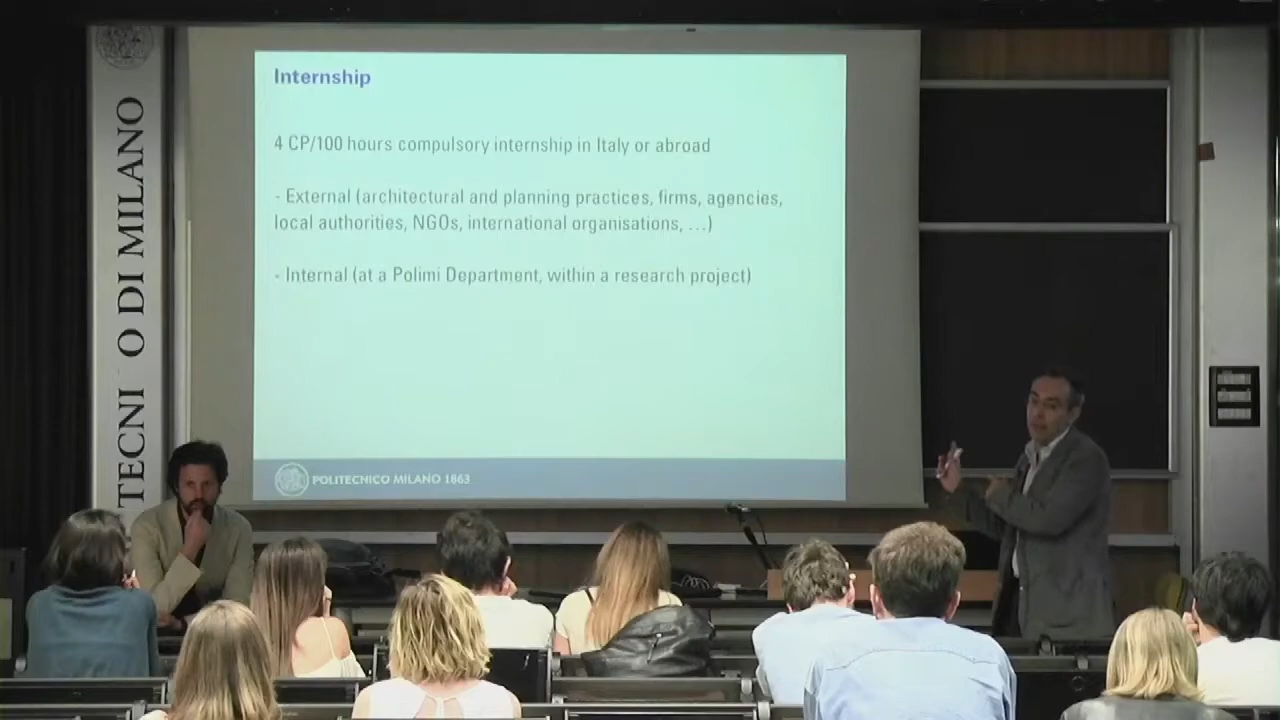 Internship
4 CP/100 hours compulsory internship in Italy or abroad
- External (architectural and planning practices, firms, agencies,
local authorities, NGOs, international organisations, ...)
- Internal (at a Polimi Department, within a research project)
POLITECHICO MILANO 1863
TECNI O DI MILANO